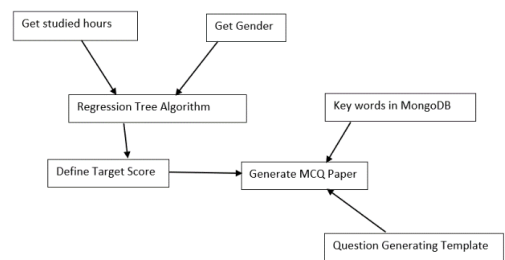 Get studied hours
Get Gender
Regression Tree Algorithm
Key words in MongoDB
Define Target Score
Generate MCQ Paper
Question Generating Template